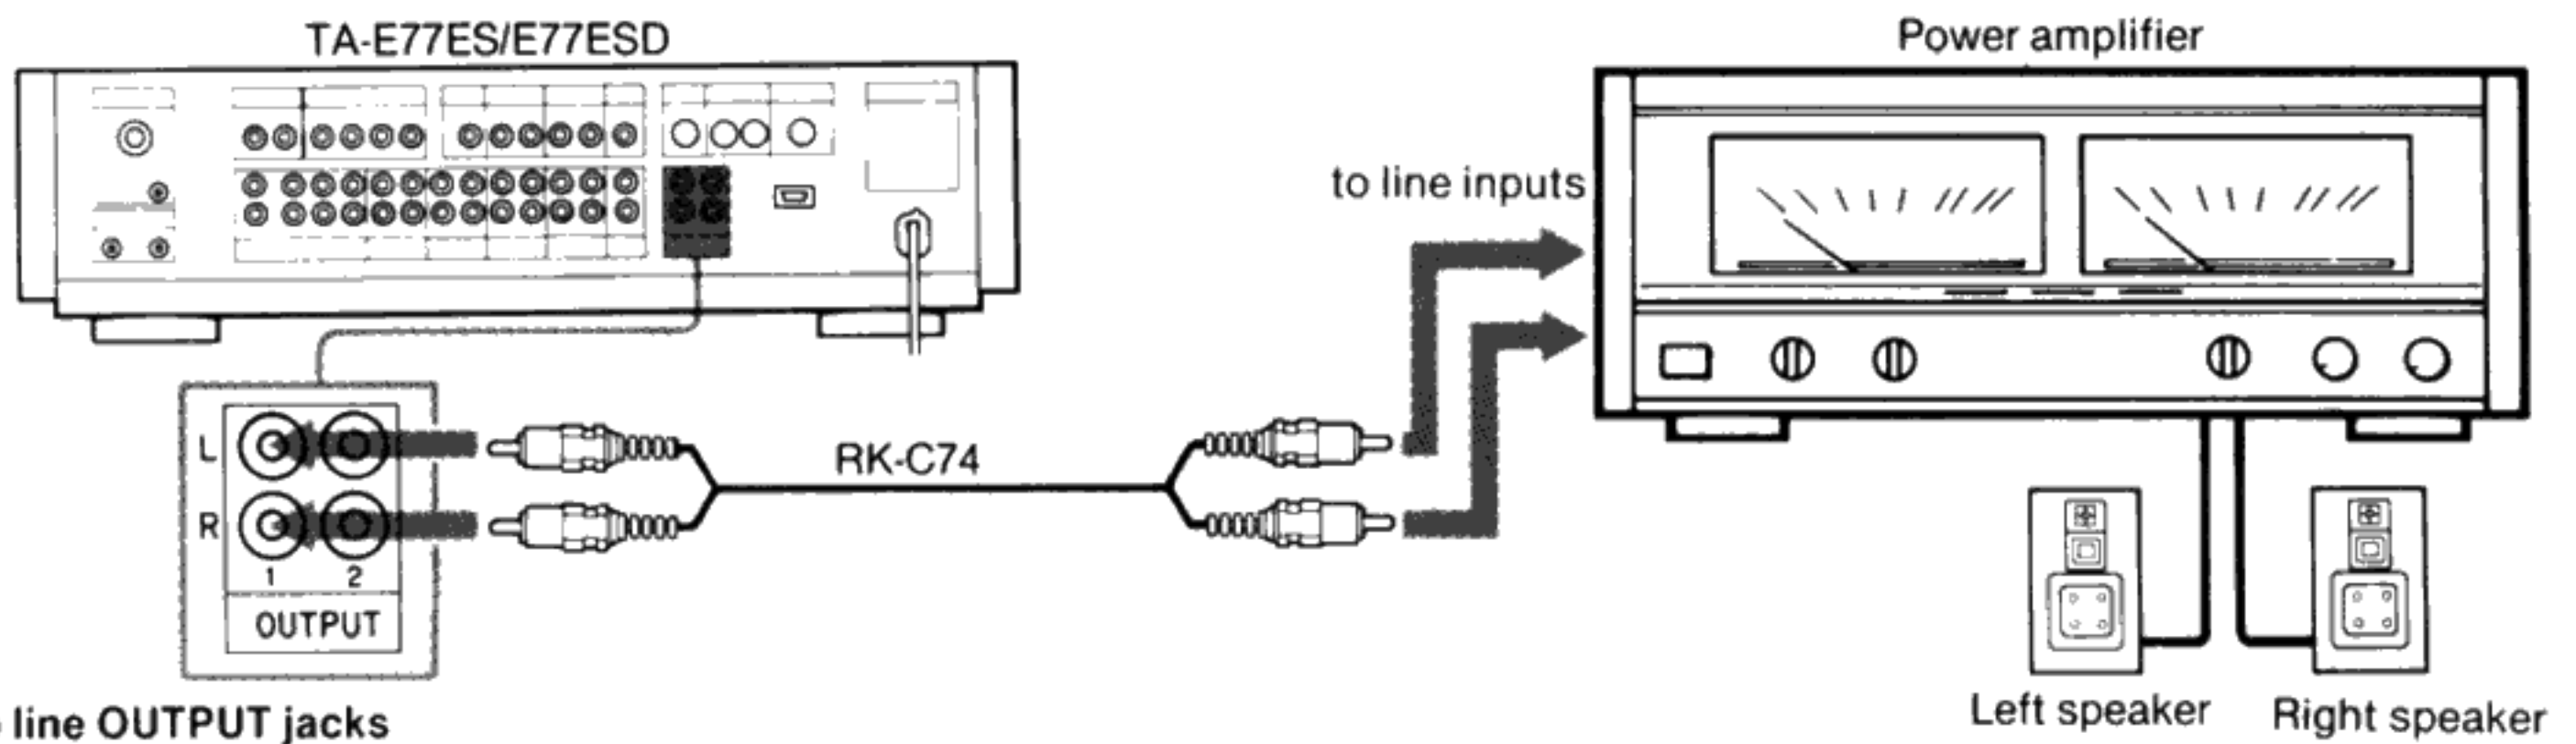 TA-E77ES/E77ESD
Power amplifier
to line inputs
L
RK-C74
R
1 2
OUTPUT
line OUTPUT jacks
Left speaker
Right speaker